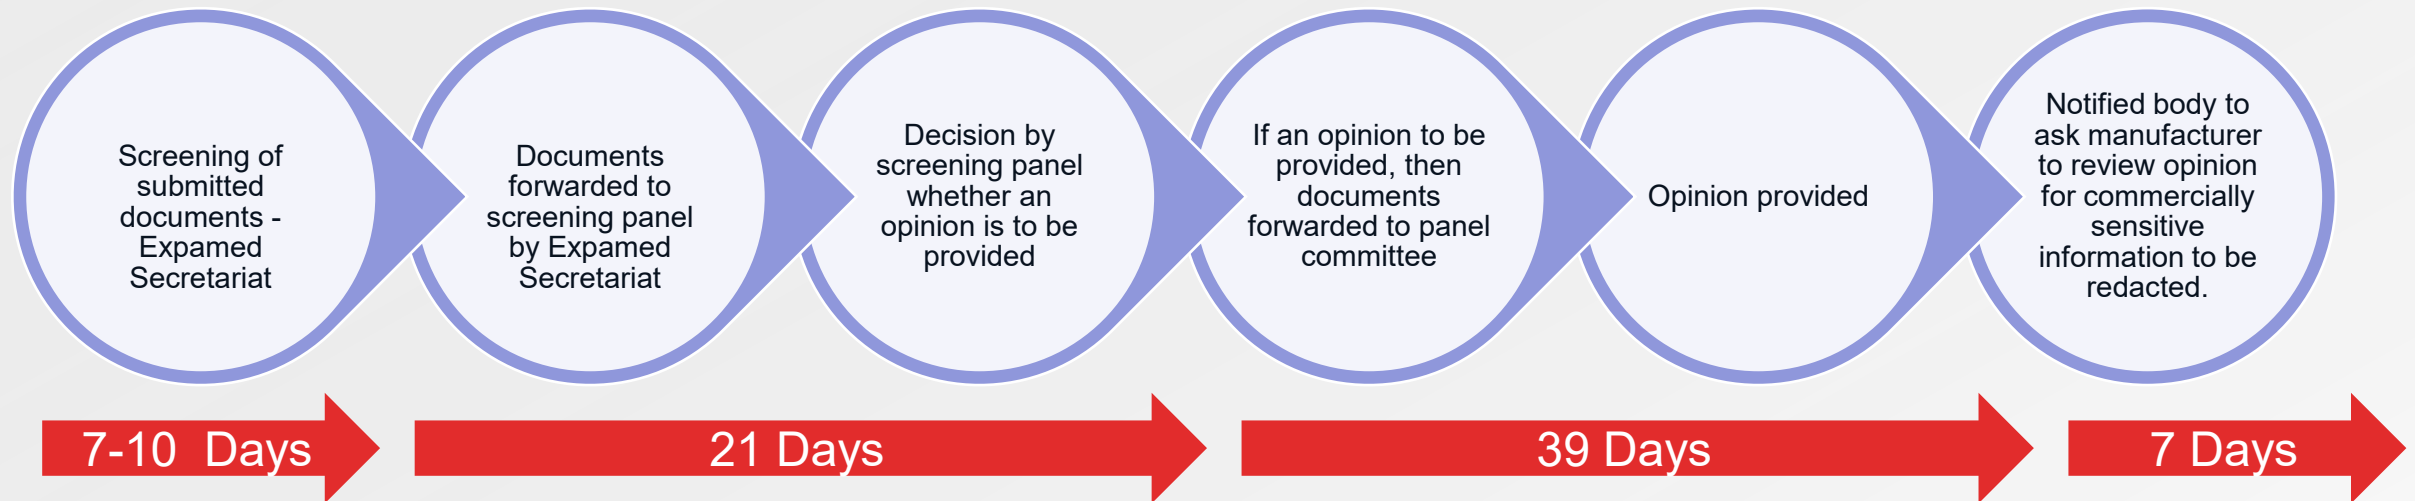 Screening of
submitted
documents -
Expamed
Secretariat
Documents
forwarded to
screening panel
by Expamed
Secretariat
Decision by
screening panel
whether an
opinion is to be
provided
If an opinion to be
provided, then
documents
forwarded to panel
committee
Opinion provided
Notified body to
ask manufacturer
to review opinion
for commercially
sensitive
information to be
redacted.
7-10  Days
21 Days
39 Days
7 Days